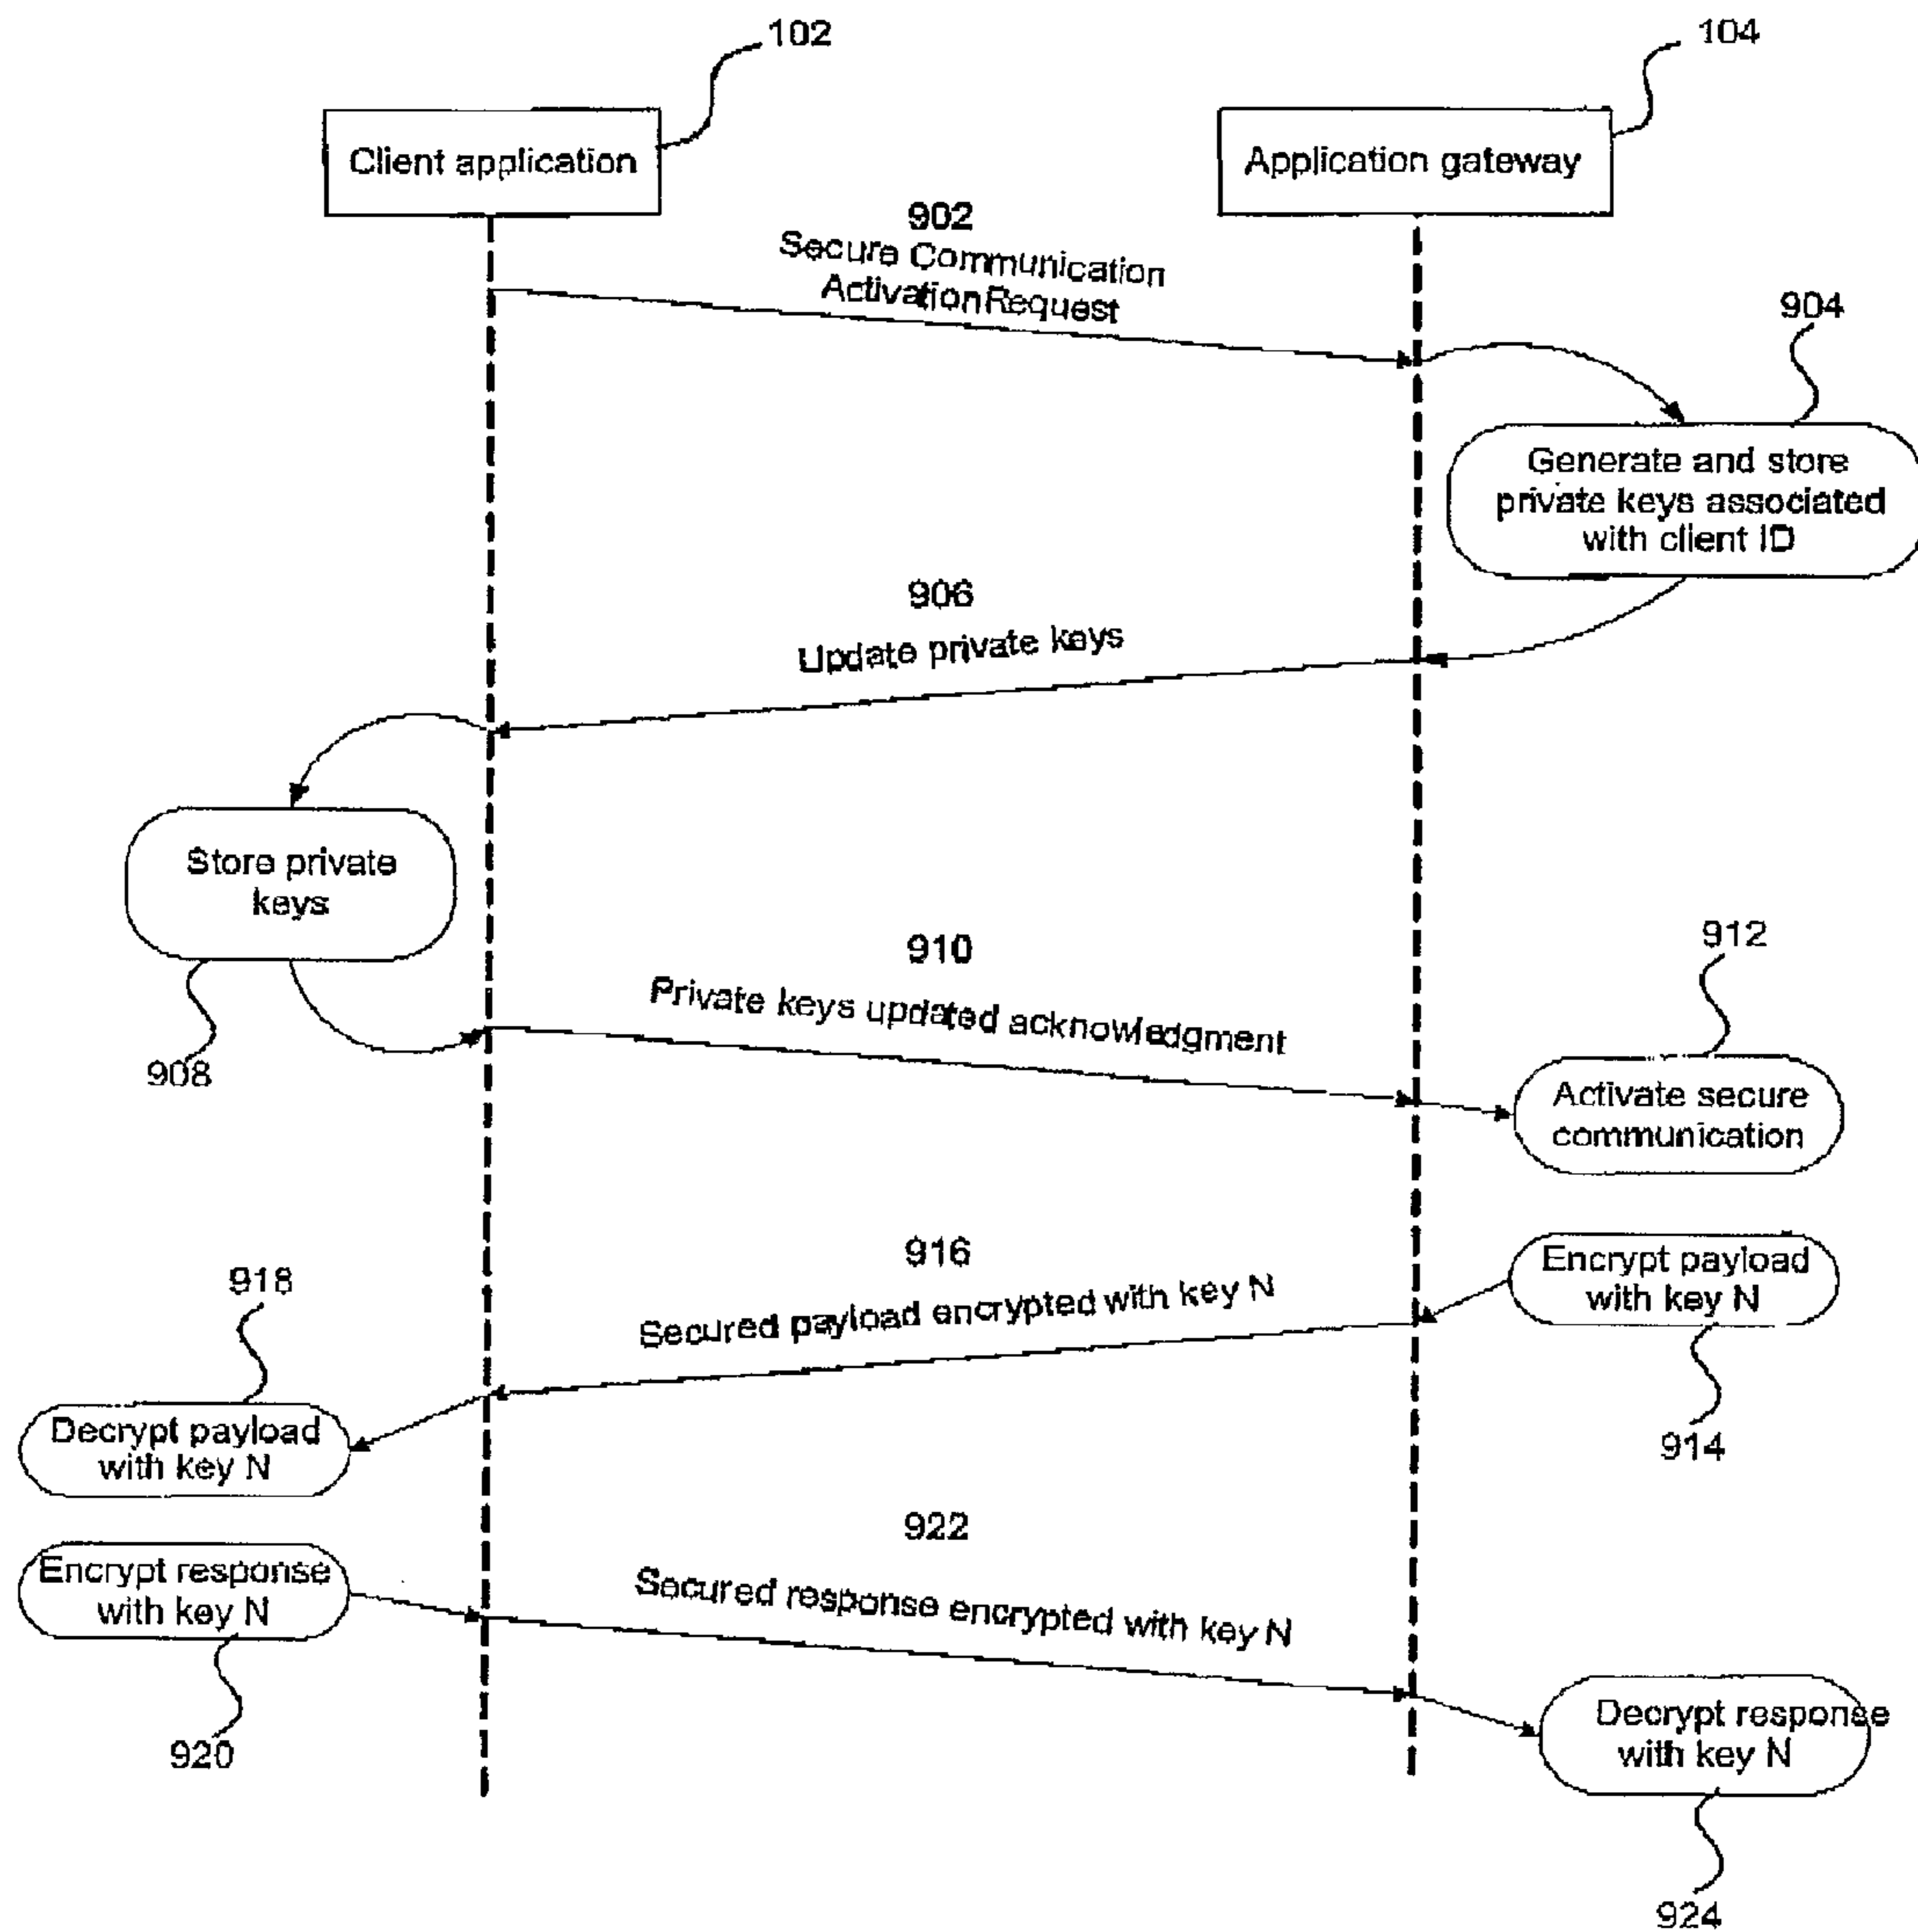 102
104
Client application
Application gateway
902
Secure Communication
Activation Request
904
Generate and store
private keys associated
with client ID
906
Update private keys
Store private
keys
908
910
Private keys updated acknowledgment
912
Activate secure
communication
916
Secured payload encrypted with key N
Encrypt payload
with key N
914
918
Decrypt payload
with key N
922
Secured response encrypted with key N
Encrypt response
with key N
920
Decrypt response
with key N
924